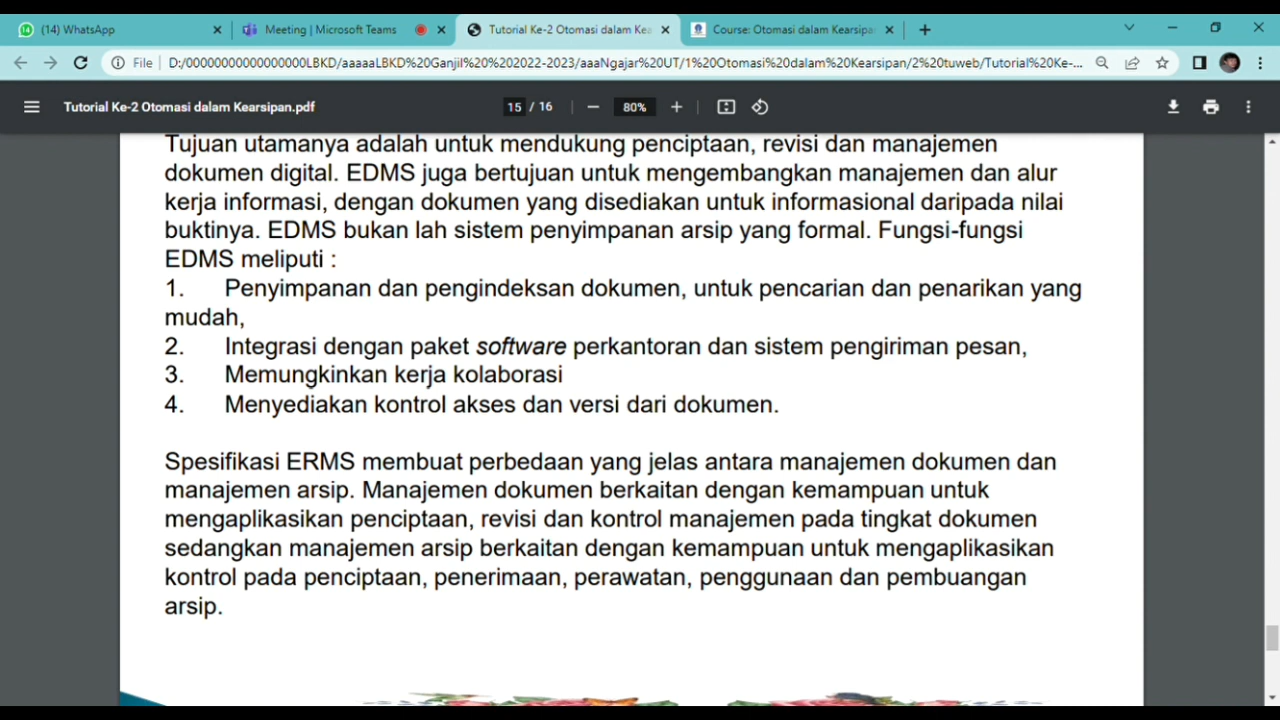 (14) WhatsApp
Meeting | Microsoft Teams
Tutorial Ke-2 Otomasi dalam Kea
Course: Otomasi dalam Kearsipa
File
D:/00000000000000000LBKD/aaaaaLBKD%20Ganjil%20%202022-2023/aaaNgajar%20UT/1%20Otomasi%20dalam%20Kearsipan/2%20tuweb/Tutorial%20Ke-...
Tutorial Ke-2 Otomasi dalam Kearsipan.pdf
15 / 16
80%
Tujuan utamanya adalah untuk mendukung penciptaan, revisi dan manajemen
dokumen digital. EDMS juga bertujuan untuk mengembangkan manajemen dan alur
kerja informasi, dengan dokumen yang disediakan untuk informasional daripada nilai
buktinya. EDMS bukan lah sistem penyimpanan arsip yang formal. Fungsi-fungsi
EDMS meliputi :
1. Penyimpanan dan pengindeksan dokumen, untuk pencarian dan penarikan yang
mudah,
2. Integrasi dengan paket software perkantoran dan sistem pengiriman pesan,
3. Memungkinkan kerja kolaborasi
4. Menyediakan kontrol akses dan versi dari dokumen.
Spesifikasi ERMS membuat perbedaan yang jelas antara manajemen dokumen dan
manajemen arsip. Manajemen dokumen berkaitan dengan kemampuan untuk
mengaplikasikan penciptaan, revisi dan kontrol manajemen pada tingkat dokumen
sedangkan manajemen arsip berkaitan dengan kemampuan untuk mengaplikasikan
kontrol pada penciptaan, penerimaan, perawatan, penggunaan dan pembuangan
arsip.